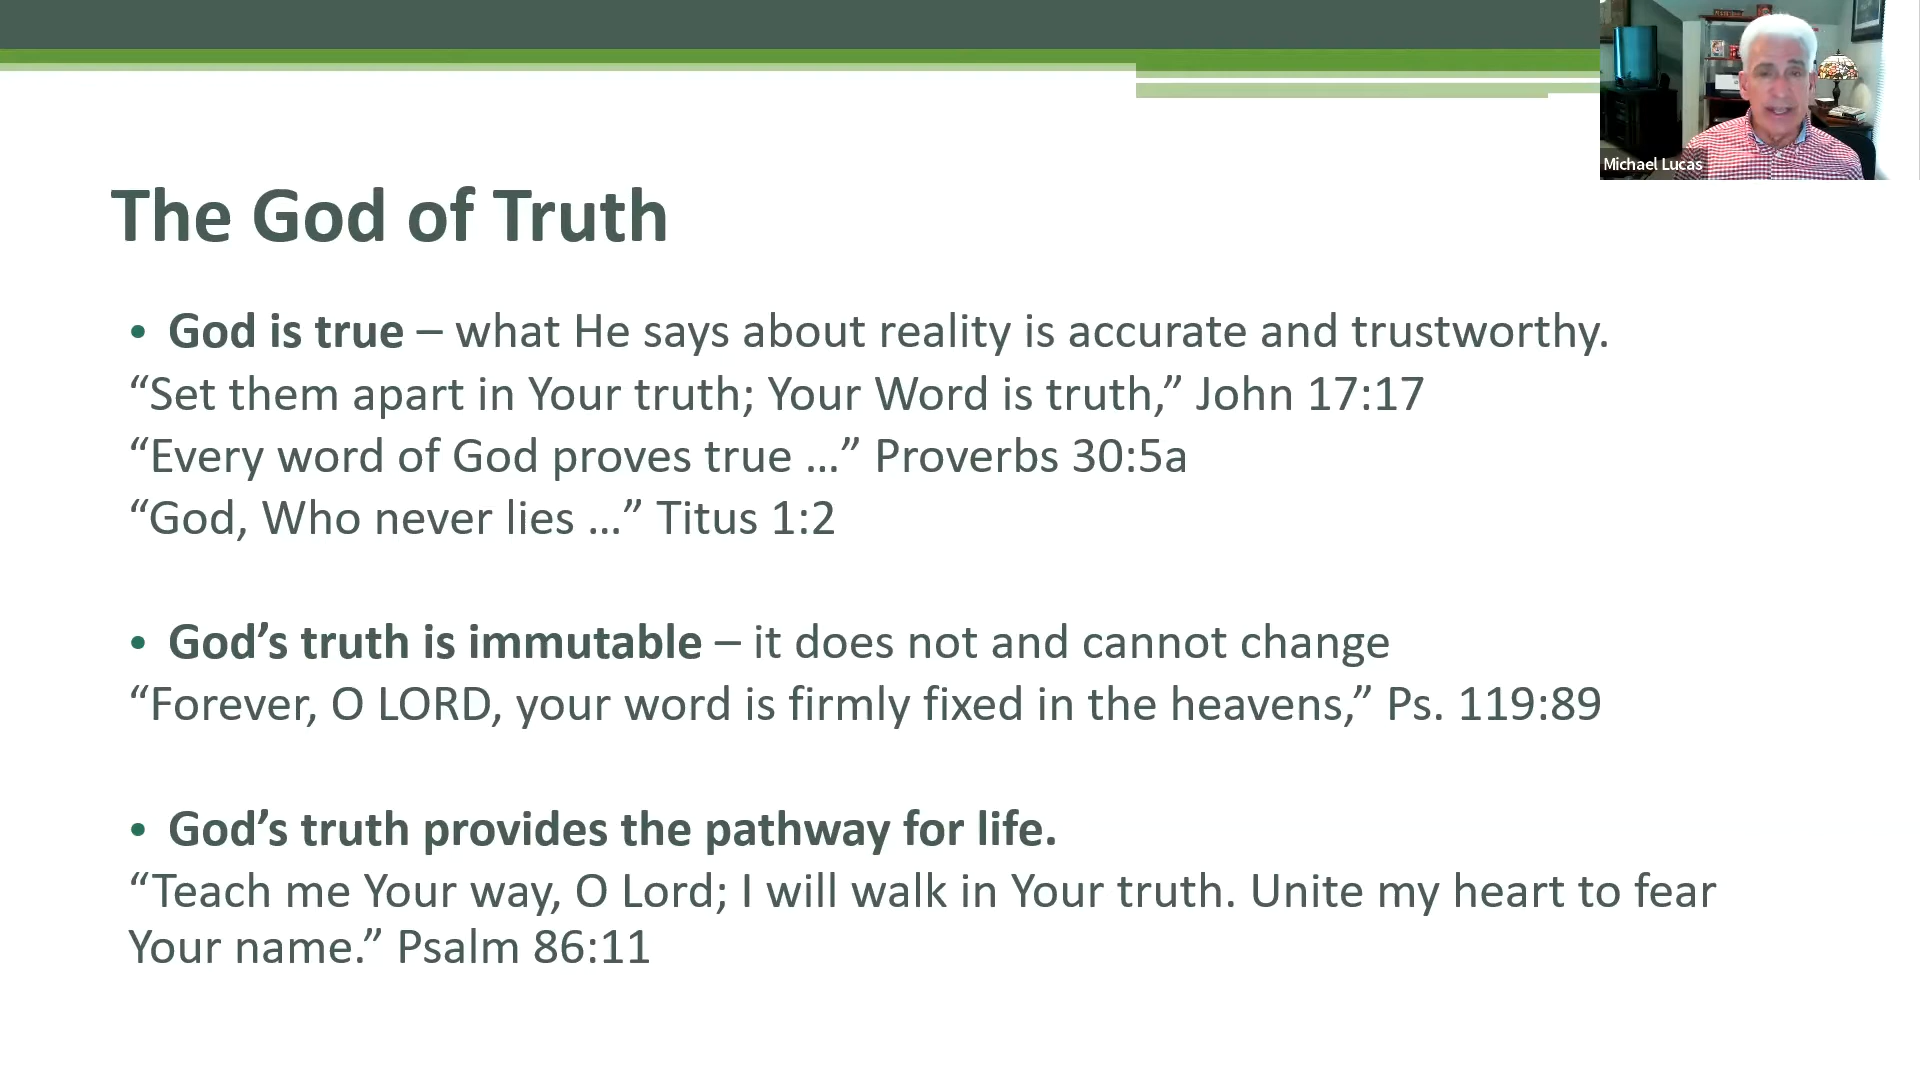 Michael Lucas
The God of Truth
• God is true – what He says about reality is accurate and trustworthy.
“Set them apart in Your truth; Your Word is truth,” John 17:17
“Every word of God proves true …” Proverbs 30:5a
“God, Who never lies …” Titus 1:2
• God’s truth is immutable – it does not and cannot change
“Forever, O LORD, your word is firmly fixed in the heavens,” Ps. 119:89
• God’s truth provides the pathway for life.
“Teach me Your way, O Lord; I will walk in Your truth. Unite my heart to fear
Your name.” Psalm 86:11